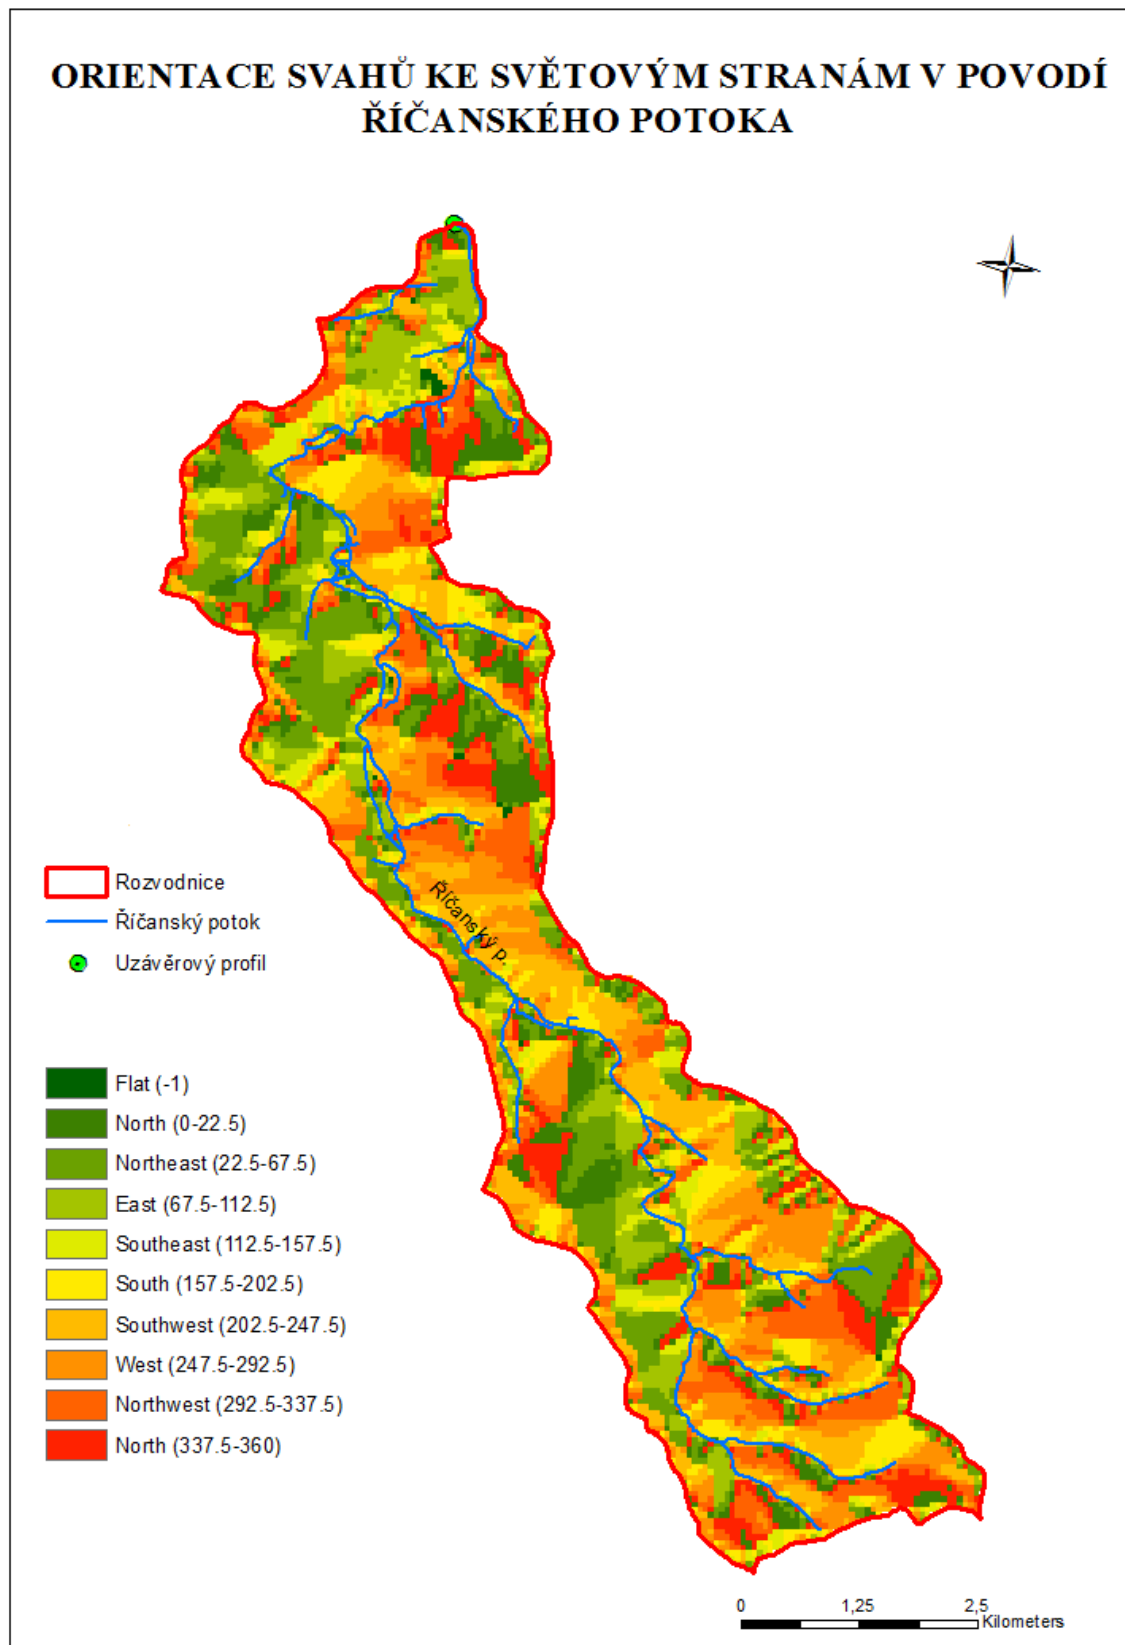 ORIENTACE SVAHŮ KE SVĚTOVÝM STRANÁM V POVODÍ
ŘÍČANSKÉHO POTOKA
Říčanský p.
Rozvodnice
Říčanský potok
Uzávěrový profil
Flat (-1)
North (0-22.5)
Northeast (22.5-67.5)
East (67.5-112.5)
Southeast (112.5-157.5)
South (157.5-202.5)
Southwest (202.5-247.5)
West (247.5-292.5)
Northwest (292.5-337.5)
North (337.5-360)
0 1,25 2,5
Kilometers